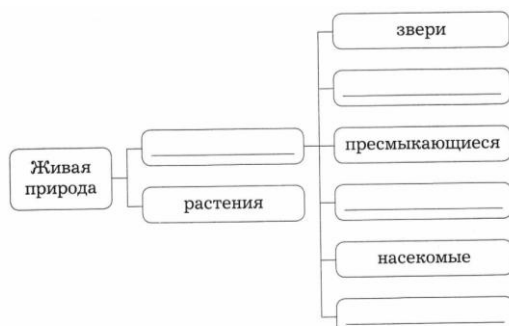 звери
пресмыкающиеся
Живая
природа
растения
насекомые